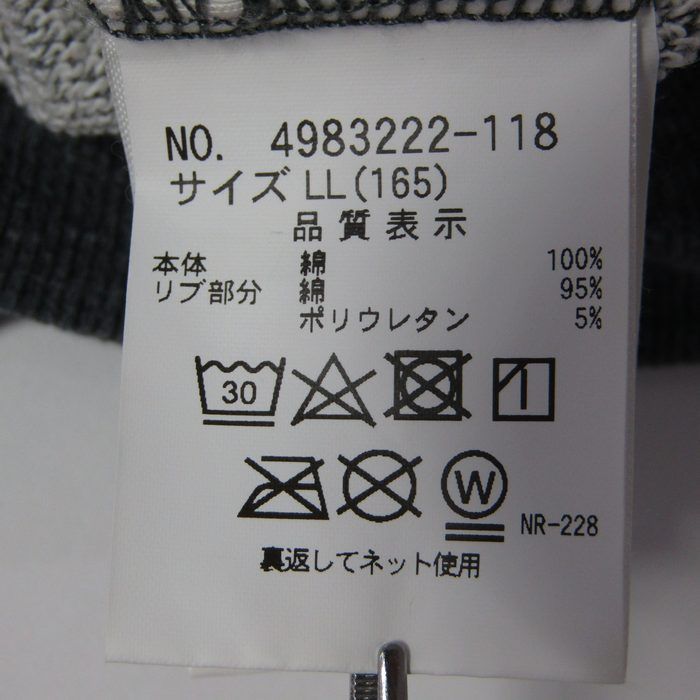 NO. 4983222-118
サイズ LL(165)
品質表示
本体 綿 100%
リブ部分 綿 95%
ポリウレタン 5%
30
W
NR-228
裏返してネット使用